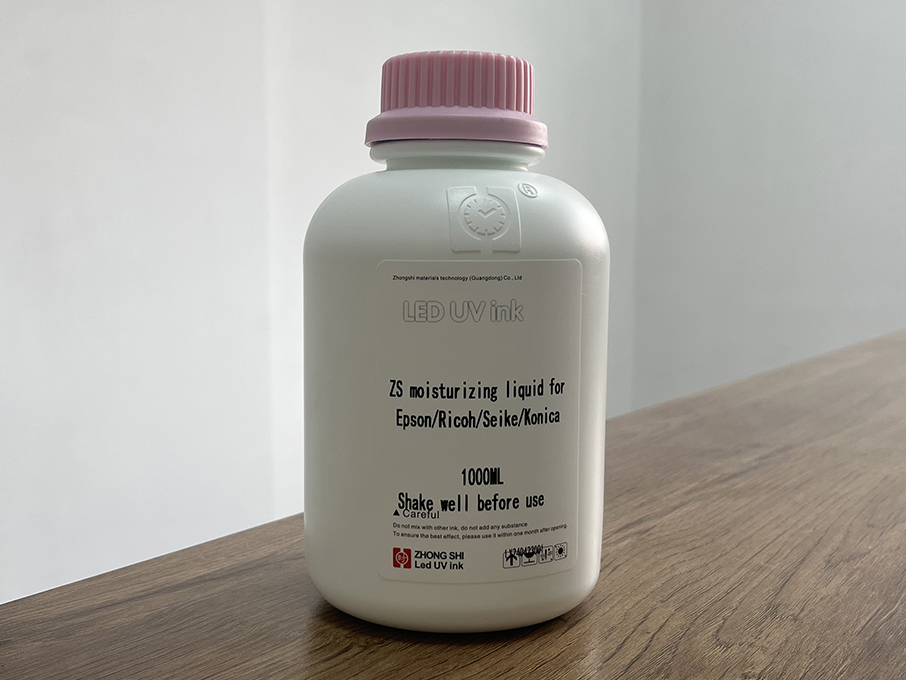 ®
Zhongshi materials technology (Guangdong) Co., Ltd
LED UV ink
ZS moisturizing liquid for
Epson/Ricoh/Seike/Konica
1000ML
Shake well before use
▲Careful
Do not mix with other ink, do not add any substance
To ensure the best effect, please use it within one month after opening.
ZHONG SHI
Led UV ink